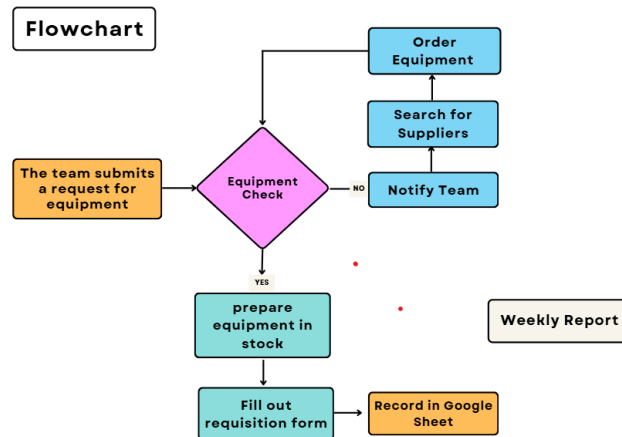 Flowchart
Order
Equipment
Search for
Suppliers
The team submits
a request for
equipment
Equipment
Check
NO
Notify Team
YES
prepare
equipment in
stock
Weekly Report
Fill out
requisition form
Record in Google
Sheet